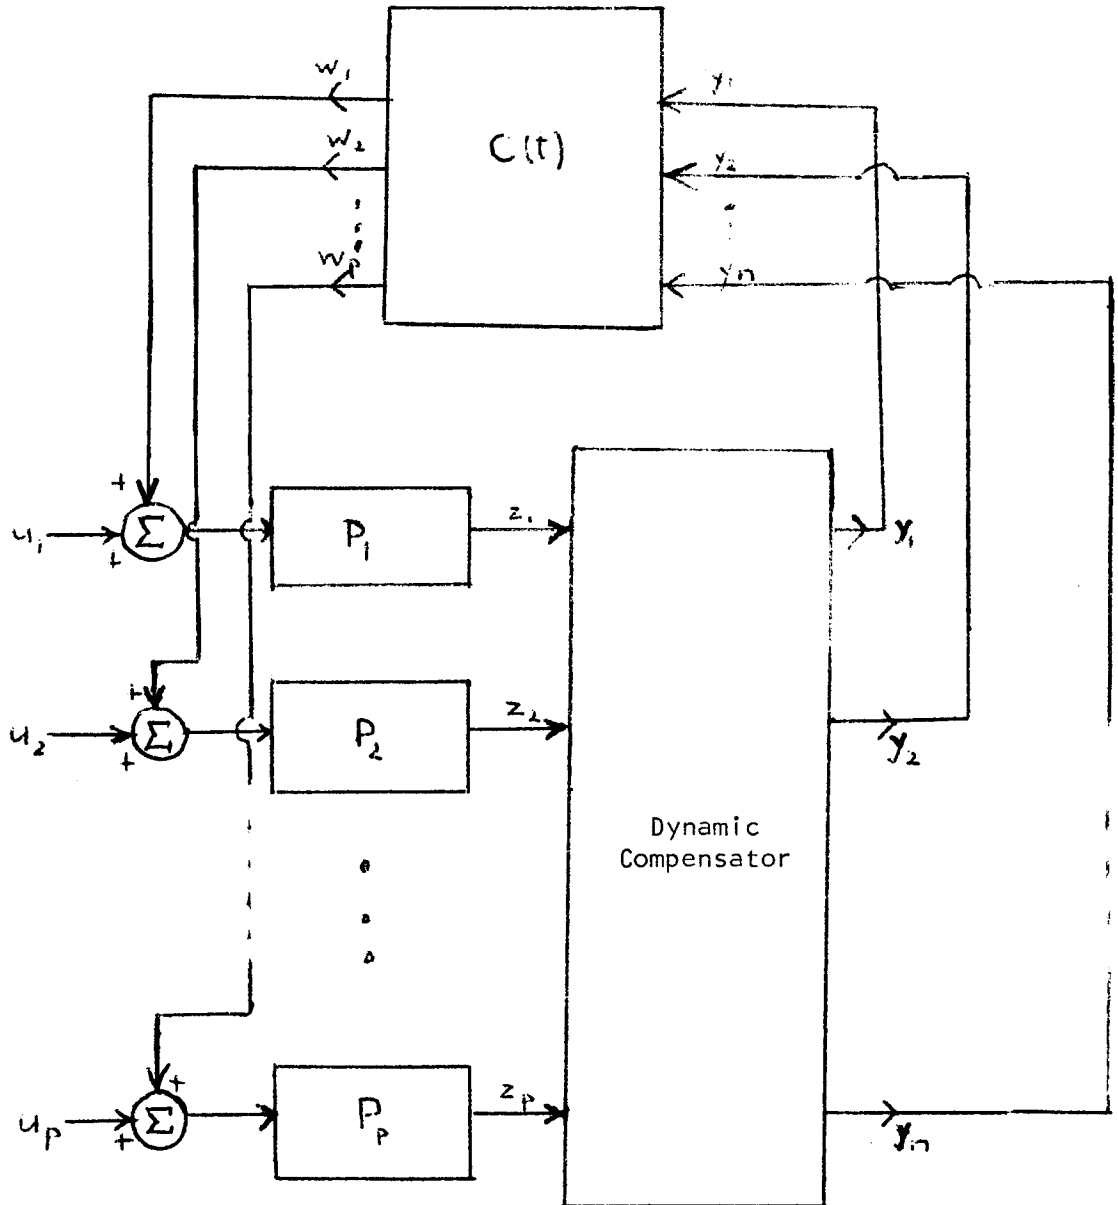 w₁
y₁
w₂
C(t)
y₂
wₚ
yn
+
u₁
Σ
+
P₁
z₁
y₁
+
u₂
Σ
+
P₂
z₂
y₂
Dynamic
Compensator
+
uₚ
Σ
+
Pₚ
zₚ
yₙ